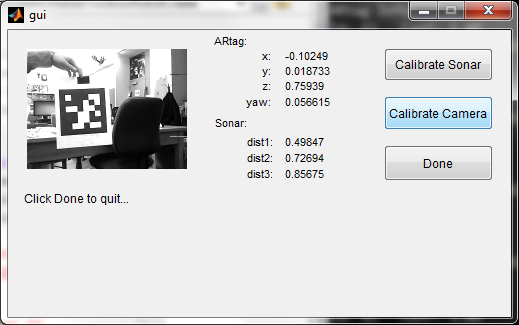 gui
ARtag:
x: -0.10249
y: 0.018733
z: 0.75939
yaw: 0.056615
Sonar:
dist1: 0.49847
dist2: 0.72694
dist3: 0.85675
Calibrate Sonar
Calibrate Camera
Done
Click Done to quit...